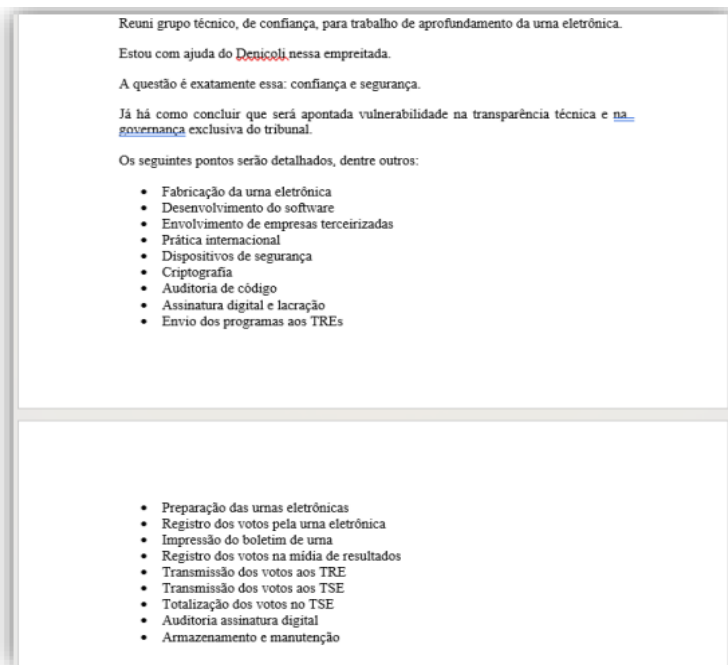 Reuni grupo técnico, de confiança, para trabalho de aprofundamento da urna eletrônica.
Estou com ajuda do Denicoli nessa empreitada.
A questão é exatamente essa: confiança e segurança.
Já há como concluir que será apontada vulnerabilidade na transparência técnica e na
governança exclusiva do tribunal.
Os seguintes pontos serão detalhados, dentre outros:
• Fabricação da urna eletrônica
• Desenvolvimento do software
• Envolvimento de empresas terceirizadas
• Prática internacional
• Dispositivos de segurança
• Criptografia
• Auditoria de código
• Assinatura digital e lacração
• Envio dos programas aos TREs
• Preparação das urnas eletrônicas
• Registro dos votos pela urna eletrônica
• Impressão do boletim de urna
• Registro dos votos na mídia de resultados
• Transmissão dos votos aos TRE
• Transmissão dos votos aos TSE
• Totalização dos votos no TSE
• Auditoria assinatura digital
• Armazenamento e manutenção